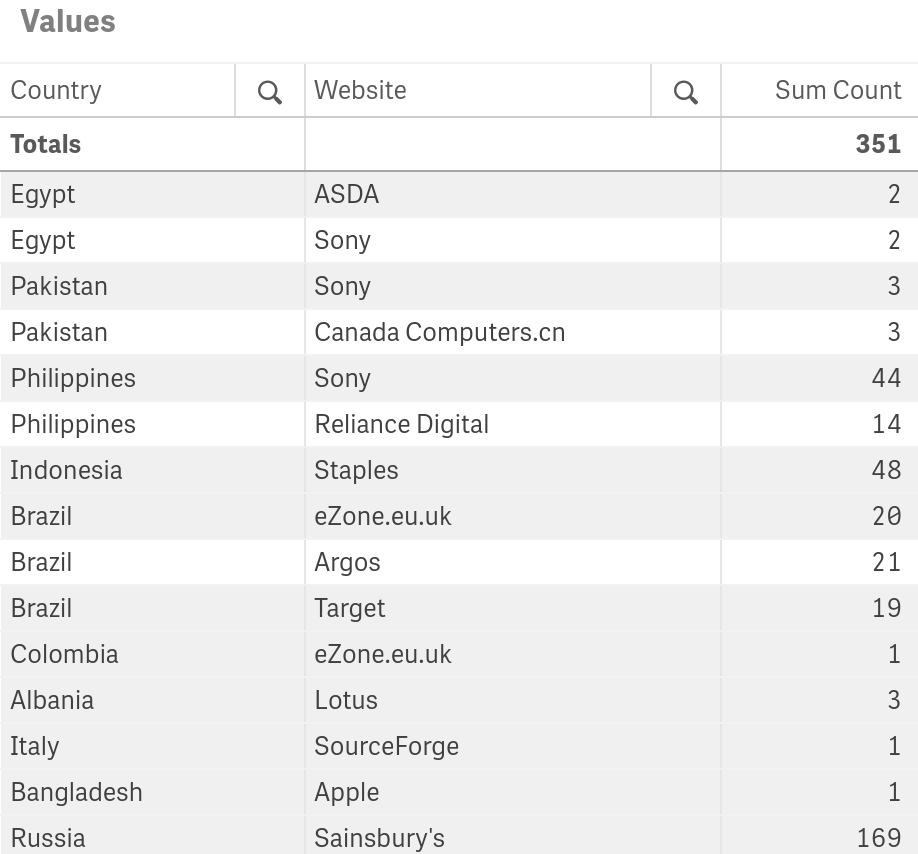 Values
Country Website Sum Count
Totals 351
Egypt ASDA 2
Egypt Sony 2
Pakistan Sony 3
Pakistan Canada Computers.cn 3
Philippines Sony 44
Philippines Reliance Digital 14
Indonesia Staples 48
Brazil eZone.eu.uk 20
Brazil Argos 21
Brazil Target 19
Colombia eZone.eu.uk 1
Albania Lotus 3
Italy SourceForge 1
Bangladesh Apple 1
Russia Sainsbury's 169